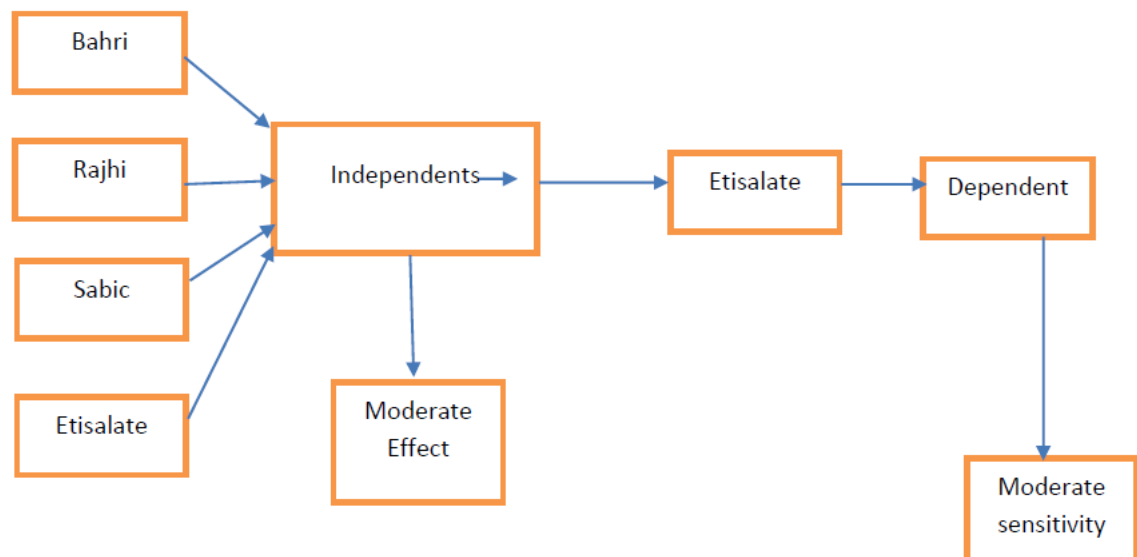 Bahri
Rajhi
Sabic
Etisalate
Independents
Moderate
Effect
Etisalate
Dependent
Moderate
sensitivity